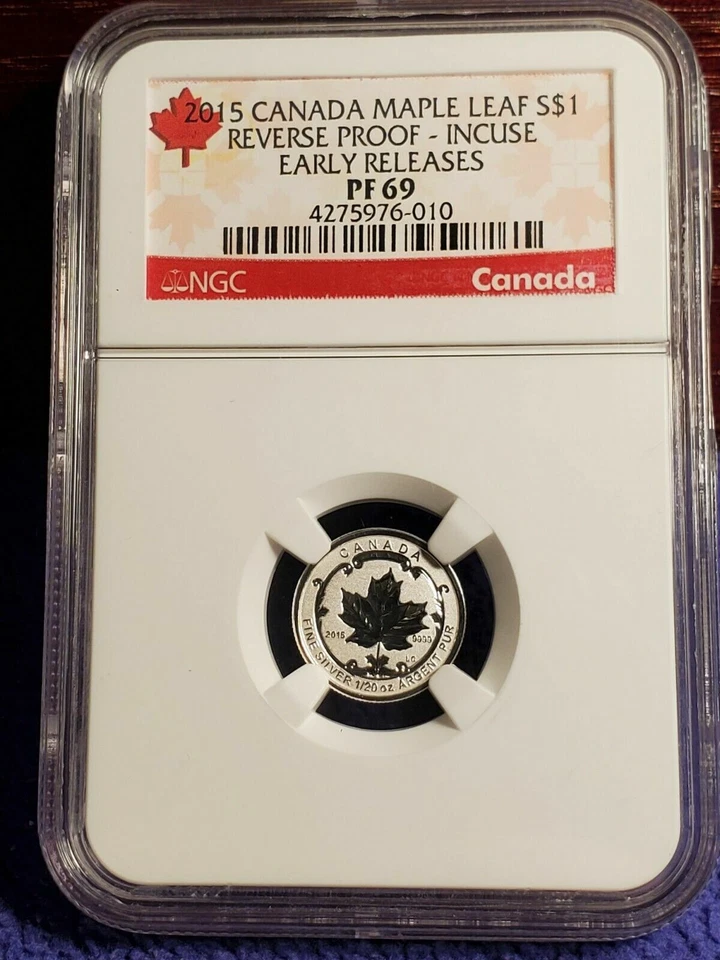 2015 CANADA MAPLE LEAF S$1
REVERSE PROOF - INCUSE
EARLY RELEASES
PF 69
4275976-010
NGC
Canada
CANADA
2015
9999
FINE SILVER 1/20 oz ARGENT PUR